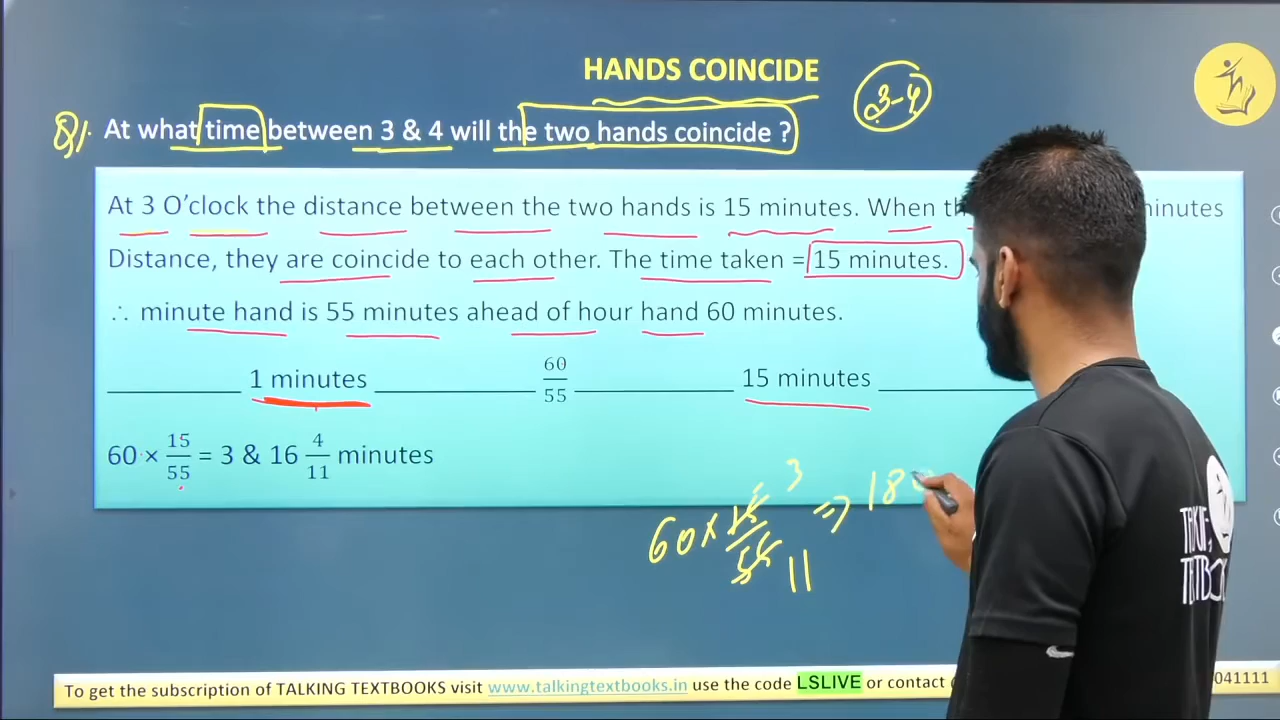 HANDS COINCIDE
3-4
Q1. At what time between 3 & 4 will the two hands coincide ?
At 3 O'clock the distance between the two hands is 15 minutes. When
Distance, they are coincide to each other. The time taken = 15 minutes.
∴ minute hand is 55 minutes ahead of hour hand 60 minutes.
1 minutes 60/55 15 minutes
60 × 15/55 = 3 & 16 4/11 minutes
60 × 15/55 3 11 ⇒ 18
To get the subscription of TALKING TEXTBOOKS visit www.talkingtextbooks.in use the code LSLIVE or contact 041111